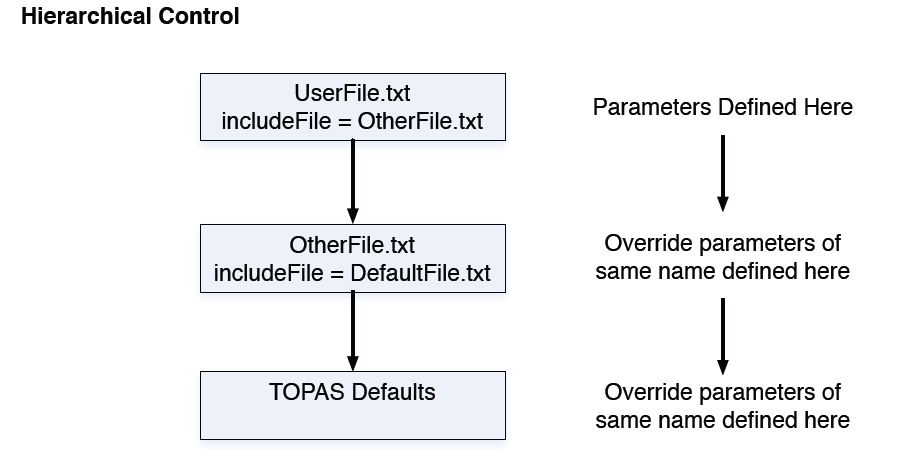 Hierarchical Control
UserFile.txt
includeFile = OtherFile.txt
Parameters Defined Here
OtherFile.txt
includeFile = DefaultFile.txt
Override parameters of
same name defined here
TOPAS Defaults
Override parameters of
same name defined here